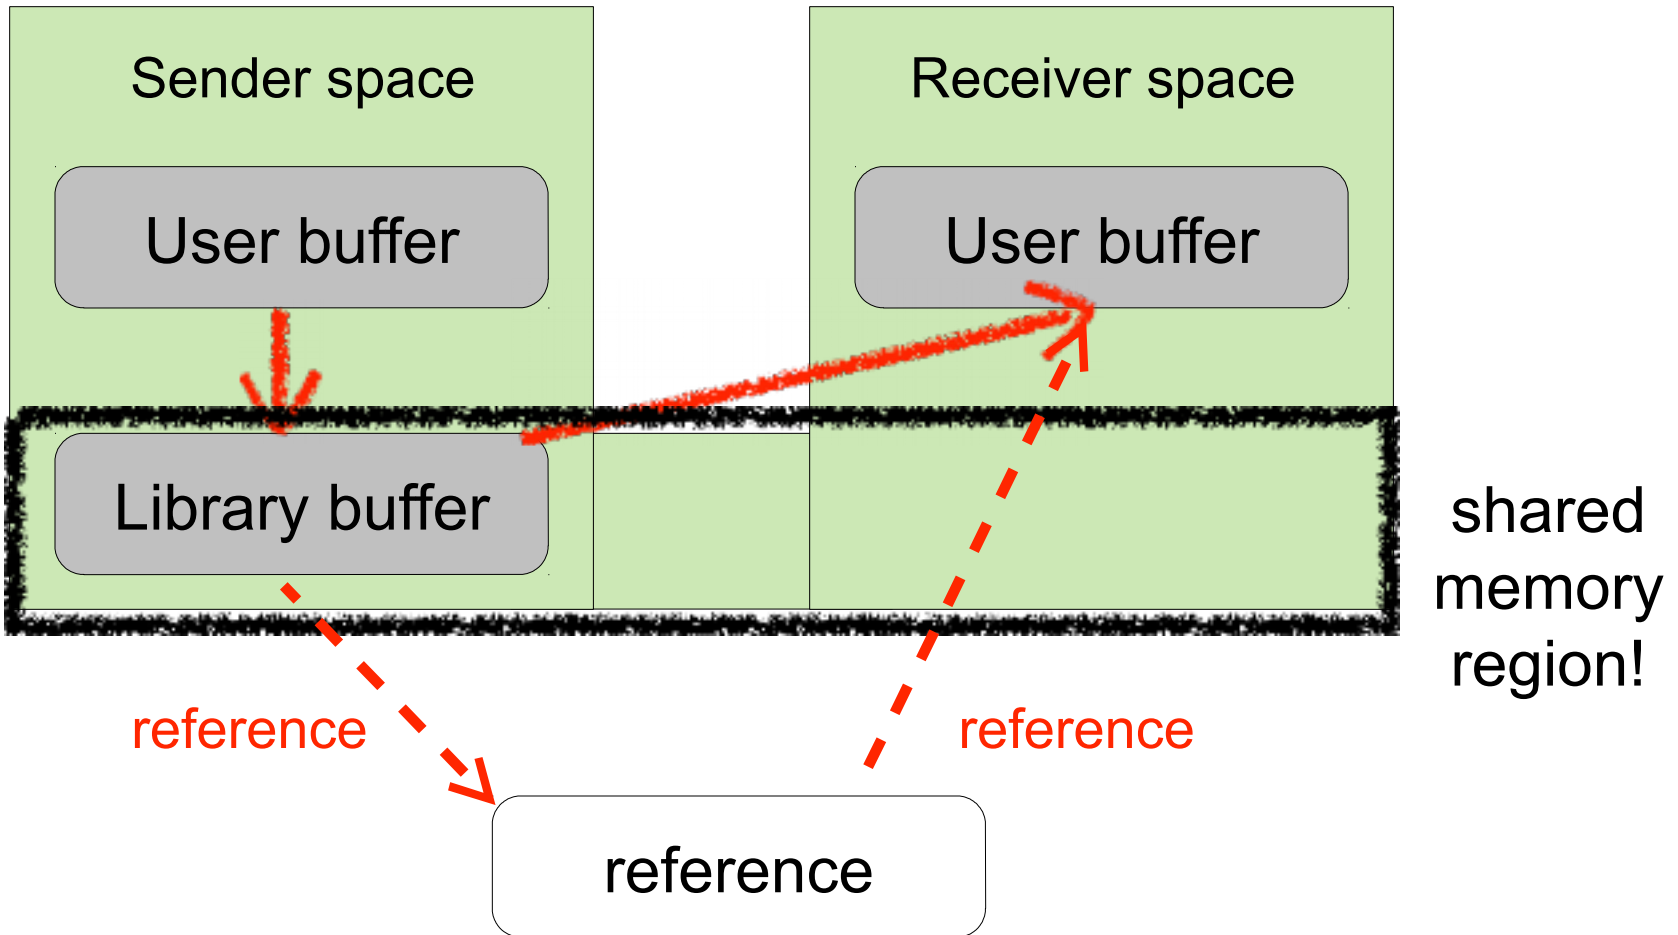 Sender space
Receiver space
User buffer
User buffer
Library buffer
shared
memory
region!
reference
reference
reference